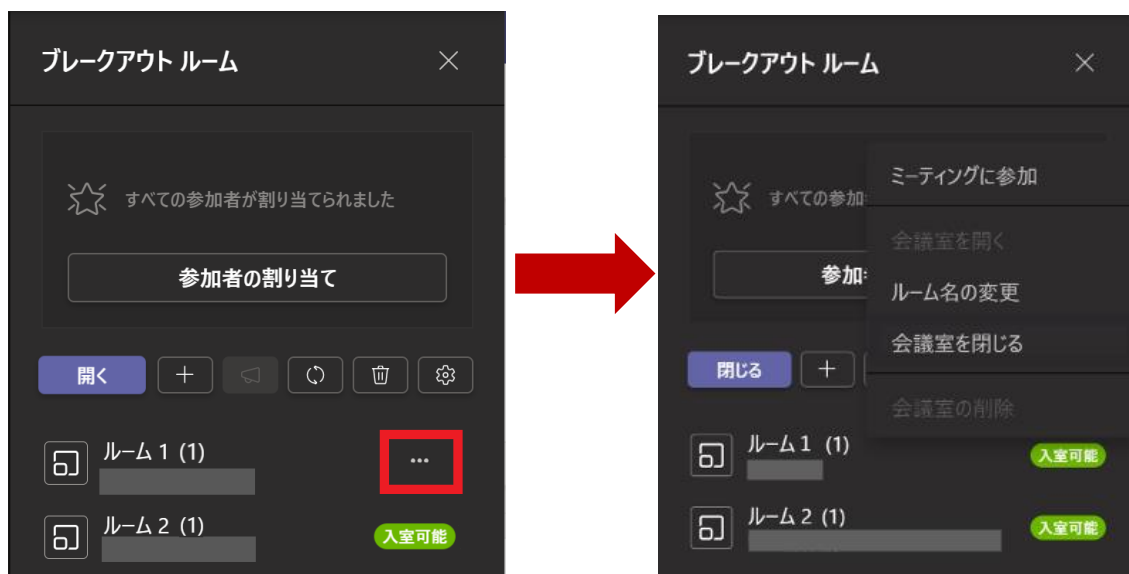 ブレークアウト ルーム
すべての参加者が割り当てられました
参加者の割り当て
開く
ルーム 1 (1)
...
ルーム 2 (1)
入室可能
ブレークアウト ルーム
すべての参加
ミーティングに参加
会議室を開く
参加
ルーム名の変更
会議室を閉じる
閉じる
会議室の削除
ルーム 1 (1)
入室可能
ルーム 2 (1)
入室可能